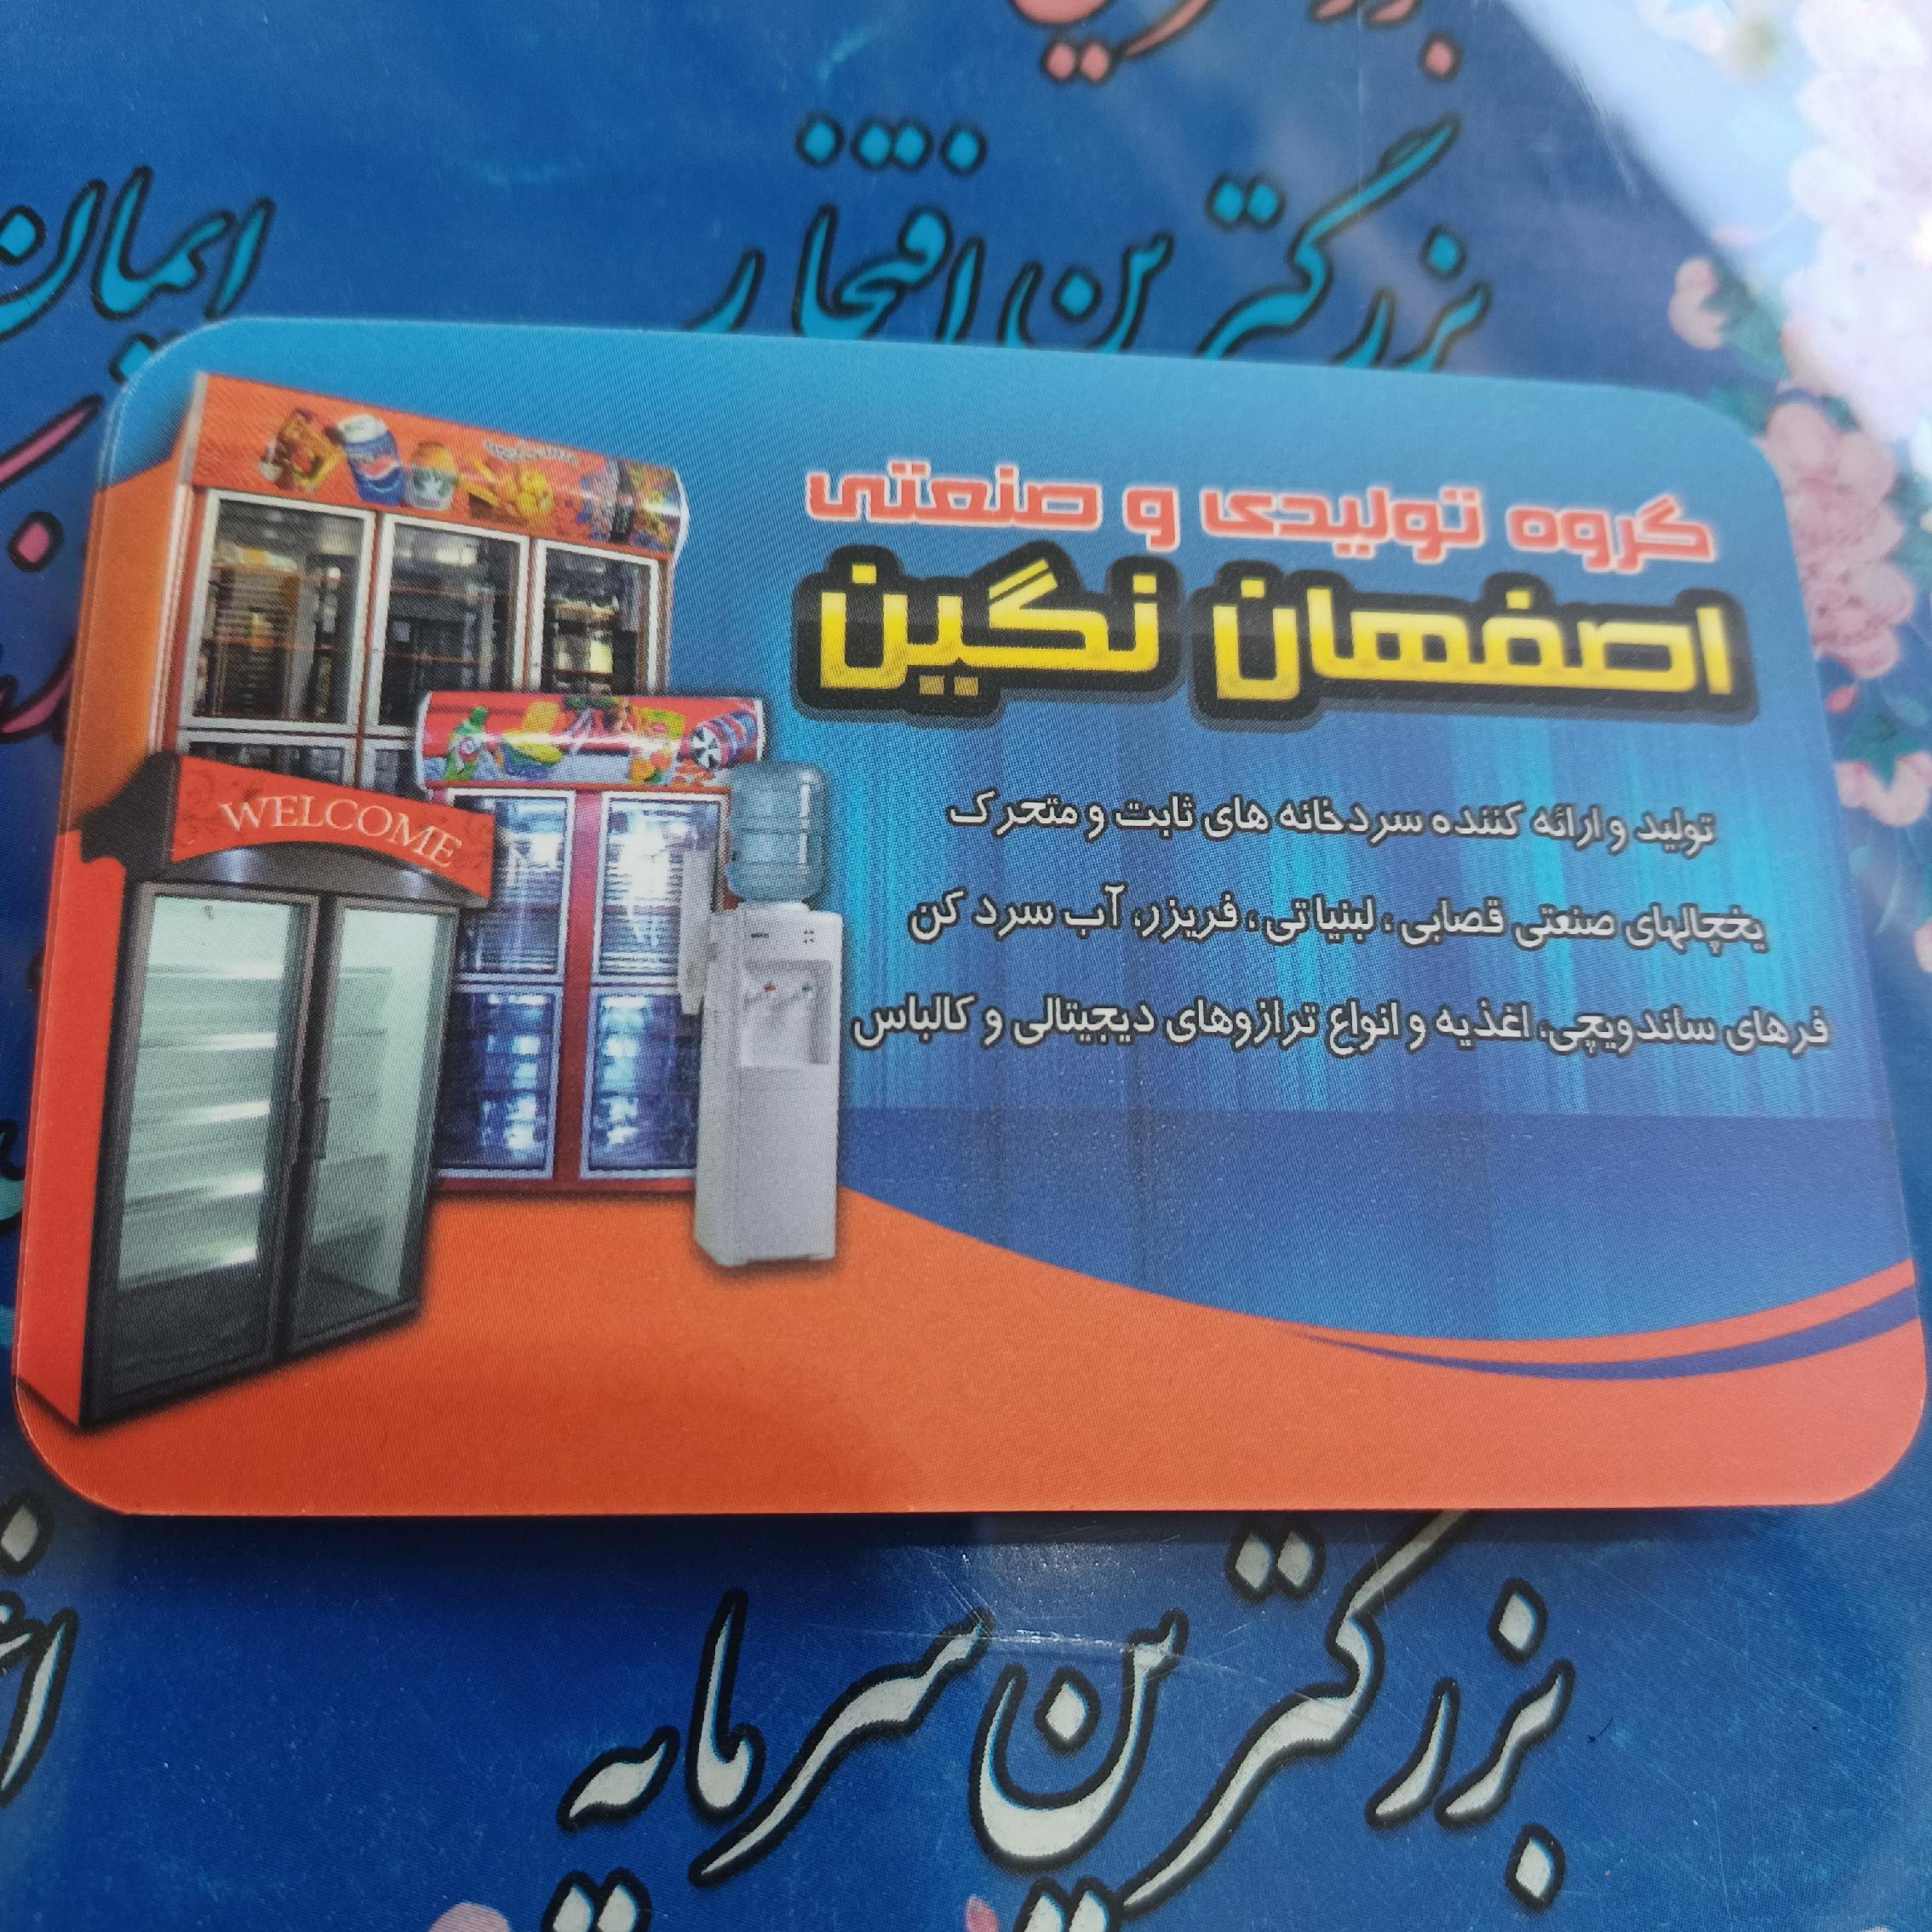 بزرگترین افتخار
ایمان
گروه تولیدی و صنعتی
اصفهان نگین
تولید و ارائه کننده سردخانه های ثابت و متحرک
یخچالهای صنعتی قصابی ، لبنیاتی ، فریزر، آب سرد کن
فرهای ساندویچی، اغذیه و انواع ترازوهای دیجیتالی و کالباس
WELCOME
بزرگترین سرمایه